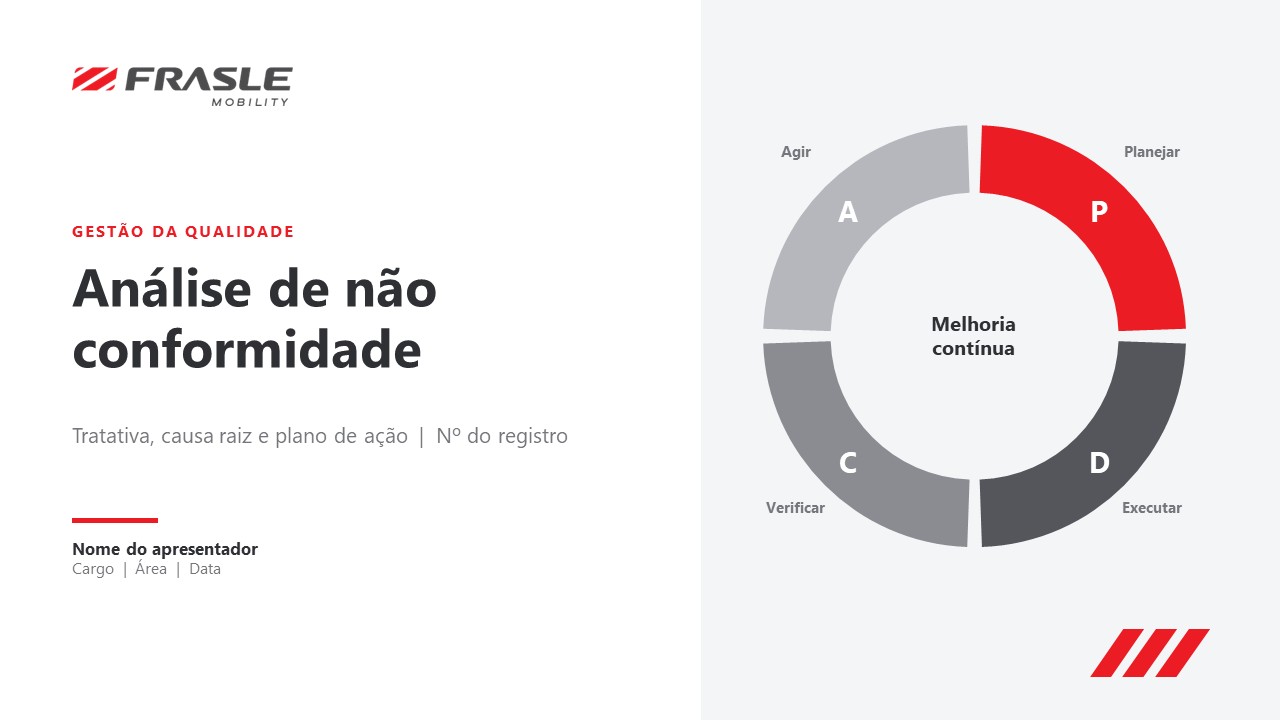 FRASLE
MOBILITY
GESTÃO DA QUALIDADE
Análise de não
conformidade
Tratativa, causa raiz e plano de ação | Nº do registro
Nome do apresentador
Cargo | Área | Data
Agir
Planejar
A
P
Melhoria
contínua
C
D
Verificar
Executar